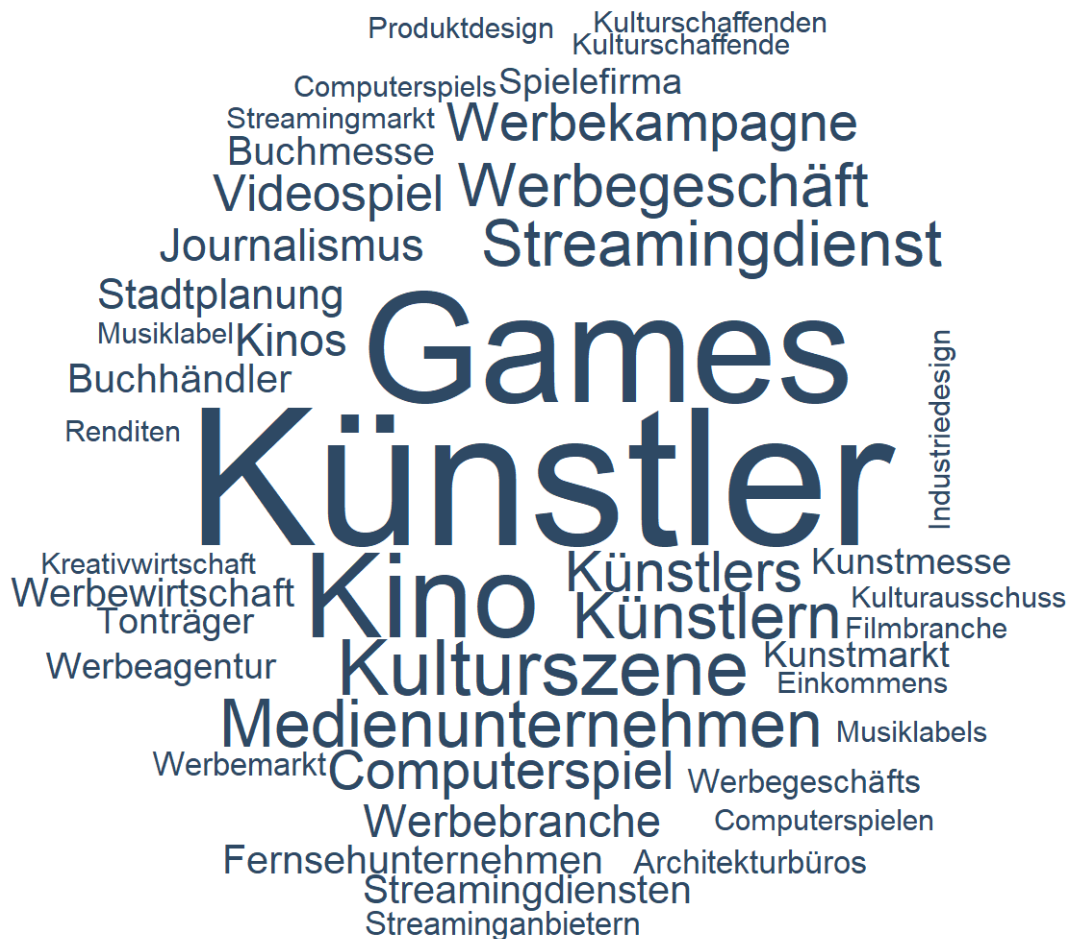 Produktdesign
Kulturschaffenden
Kulturschaffende
Computerspiels
Spielefirma
Streamingmarkt
Werbekampagne
Buchmesse
Videospiel
Werbegeschäft
Journalismus
Streamingdienst
Stadtplanung
Musiklabel
Kinos
Games
Buchhändler
Renditen
Künstler
Industriedesign
Kreativwirtschaft
Werbewirtschaft
Tonträger
Kino
Künstlers
Kunstmesse
Künstlern
Kulturausschuss
Filmbranche
Werbeagentur
Kulturszene
Kunstmarkt
Einkommens
Medienunternehmen
Musiklabels
Werbemarkt
Computerspiel
Werbegeschäfts
Werbebranche
Computerspielen
Fernsehunternehmen
Architekturbüros
Streamingdiensten
Streaminganbietern